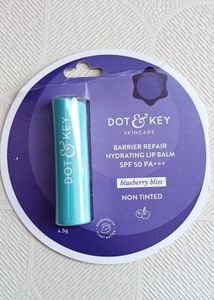 DOT & KEY
SKINCARE
BARRIER REPAIR
HYDRATING LIP BALM
SPF 50 PA+++
blueberry bliss
NON TINTED
DOT & KEY
4.5g